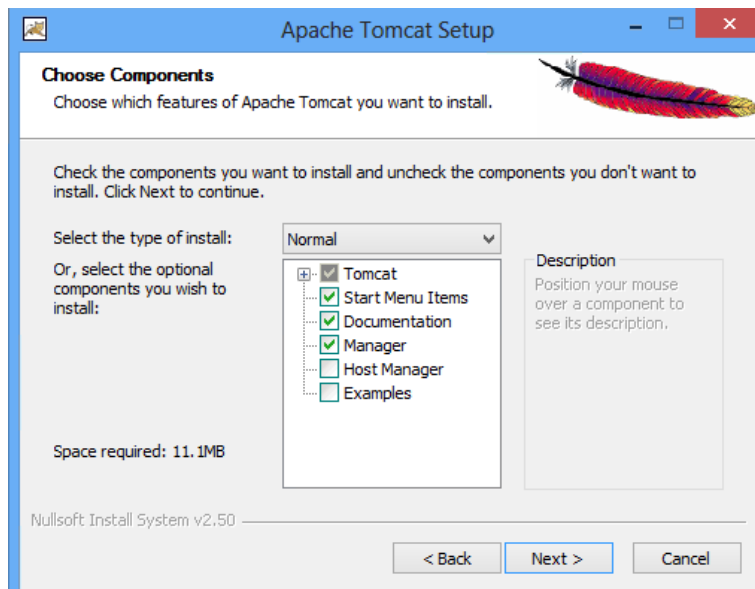 Apache Tomcat Setup
Choose Components
Choose which features of Apache Tomcat you want to install.
Check the components you want to install and uncheck the components you don't want to
install. Click Next to continue.
Select the type of install:
Normal
Or, select the optional
components you wish to
install:
Tomcat
Start Menu Items
Documentation
Manager
Host Manager
Examples
Description
Position your mouse
over a component to
see its description.
Space required: 11.1MB
Nullsoft Install System v2.50
< Back
Next >
Cancel